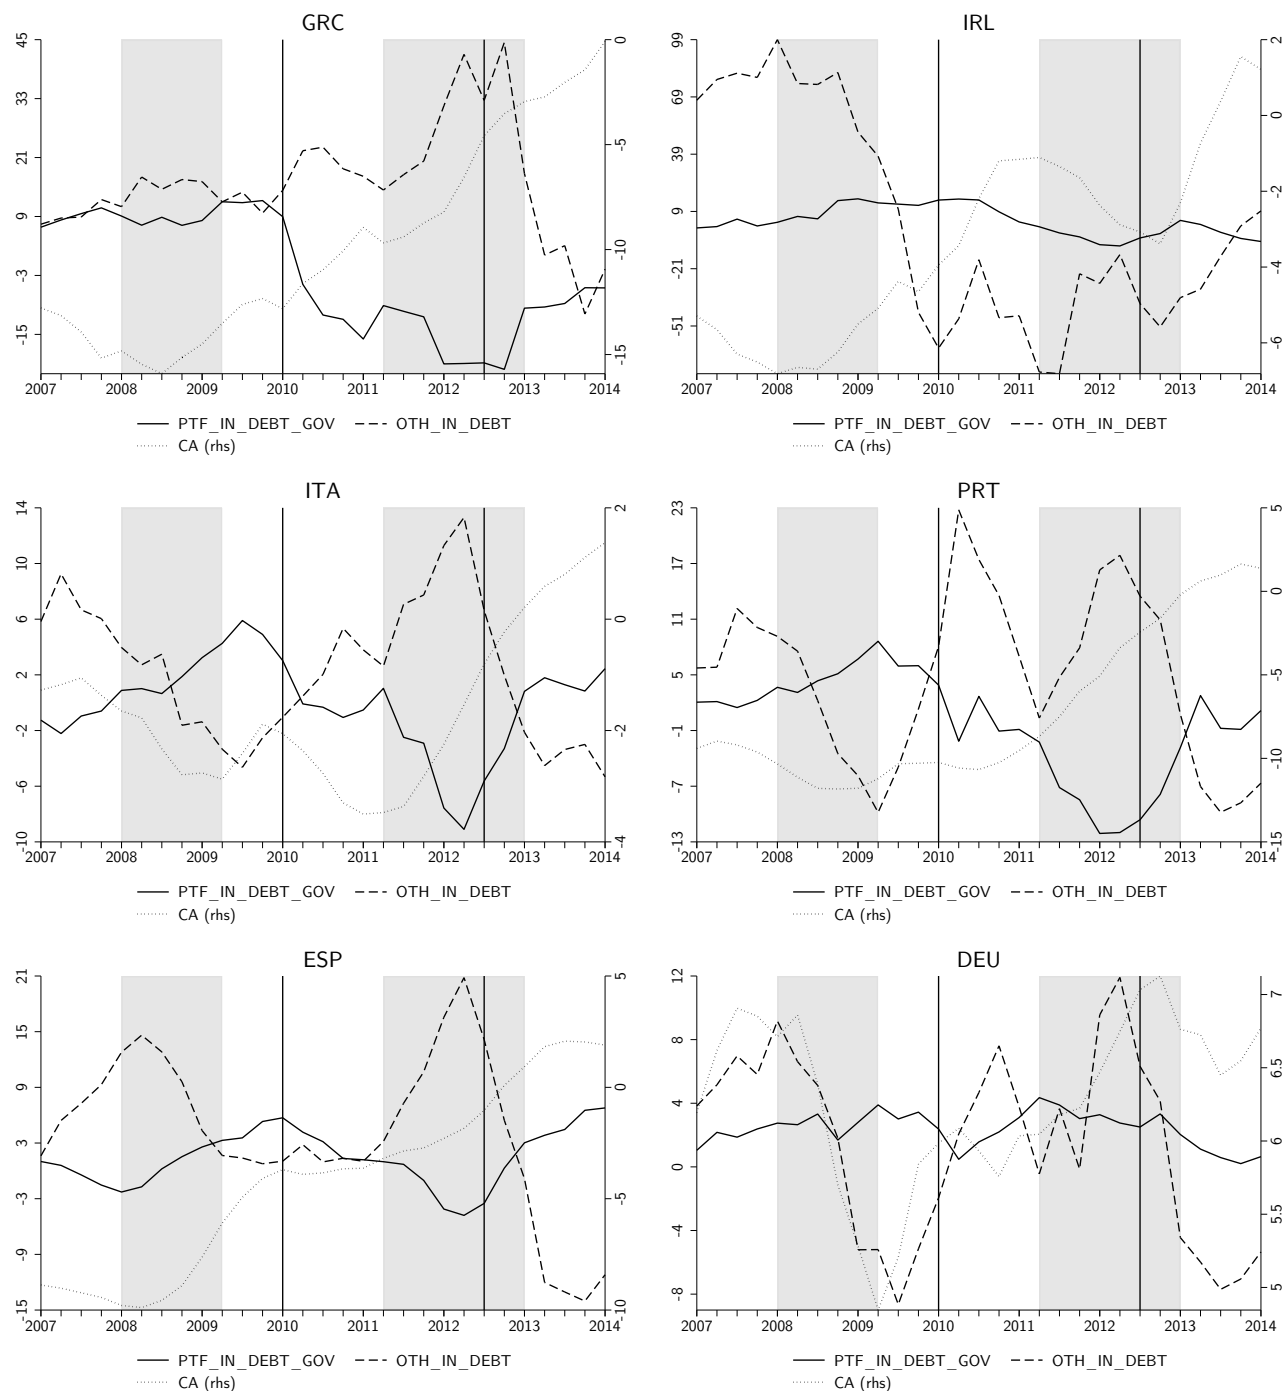 GRC
45
33
21
9
-3
-15
0
-5
-10
-15
2007 2008 2009 2010 2011 2012 2013 2014
PTF_IN_DEBT_GOV OTH_IN_DEBT
CA (rhs)
IRL
99
69
39
9
-21
-51
2
0
-2
-4
-6
2007 2008 2009 2010 2011 2012 2013 2014
PTF_IN_DEBT_GOV OTH_IN_DEBT
CA (rhs)
ITA
14
10
6
2
-2
-6
-10
2
0
-2
-4
2007 2008 2009 2010 2011 2012 2013 2014
PTF_IN_DEBT_GOV OTH_IN_DEBT
CA (rhs)
PRT
23
17
11
5
-1
-7
-13
5
0
-5
-10
-15
2007 2008 2009 2010 2011 2012 2013 2014
PTF_IN_DEBT_GOV OTH_IN_DEBT
CA (rhs)
ESP
21
15
9
3
-3
-9
-15
5
0
-5
-10
2007 2008 2009 2010 2011 2012 2013 2014
PTF_IN_DEBT_GOV OTH_IN_DEBT
CA (rhs)
DEU
12
8
4
0
-4
-8
7
6.5
6
5.5
5
2007 2008 2009 2010 2011 2012 2013 2014
PTF_IN_DEBT_GOV OTH_IN_DEBT
CA (rhs)